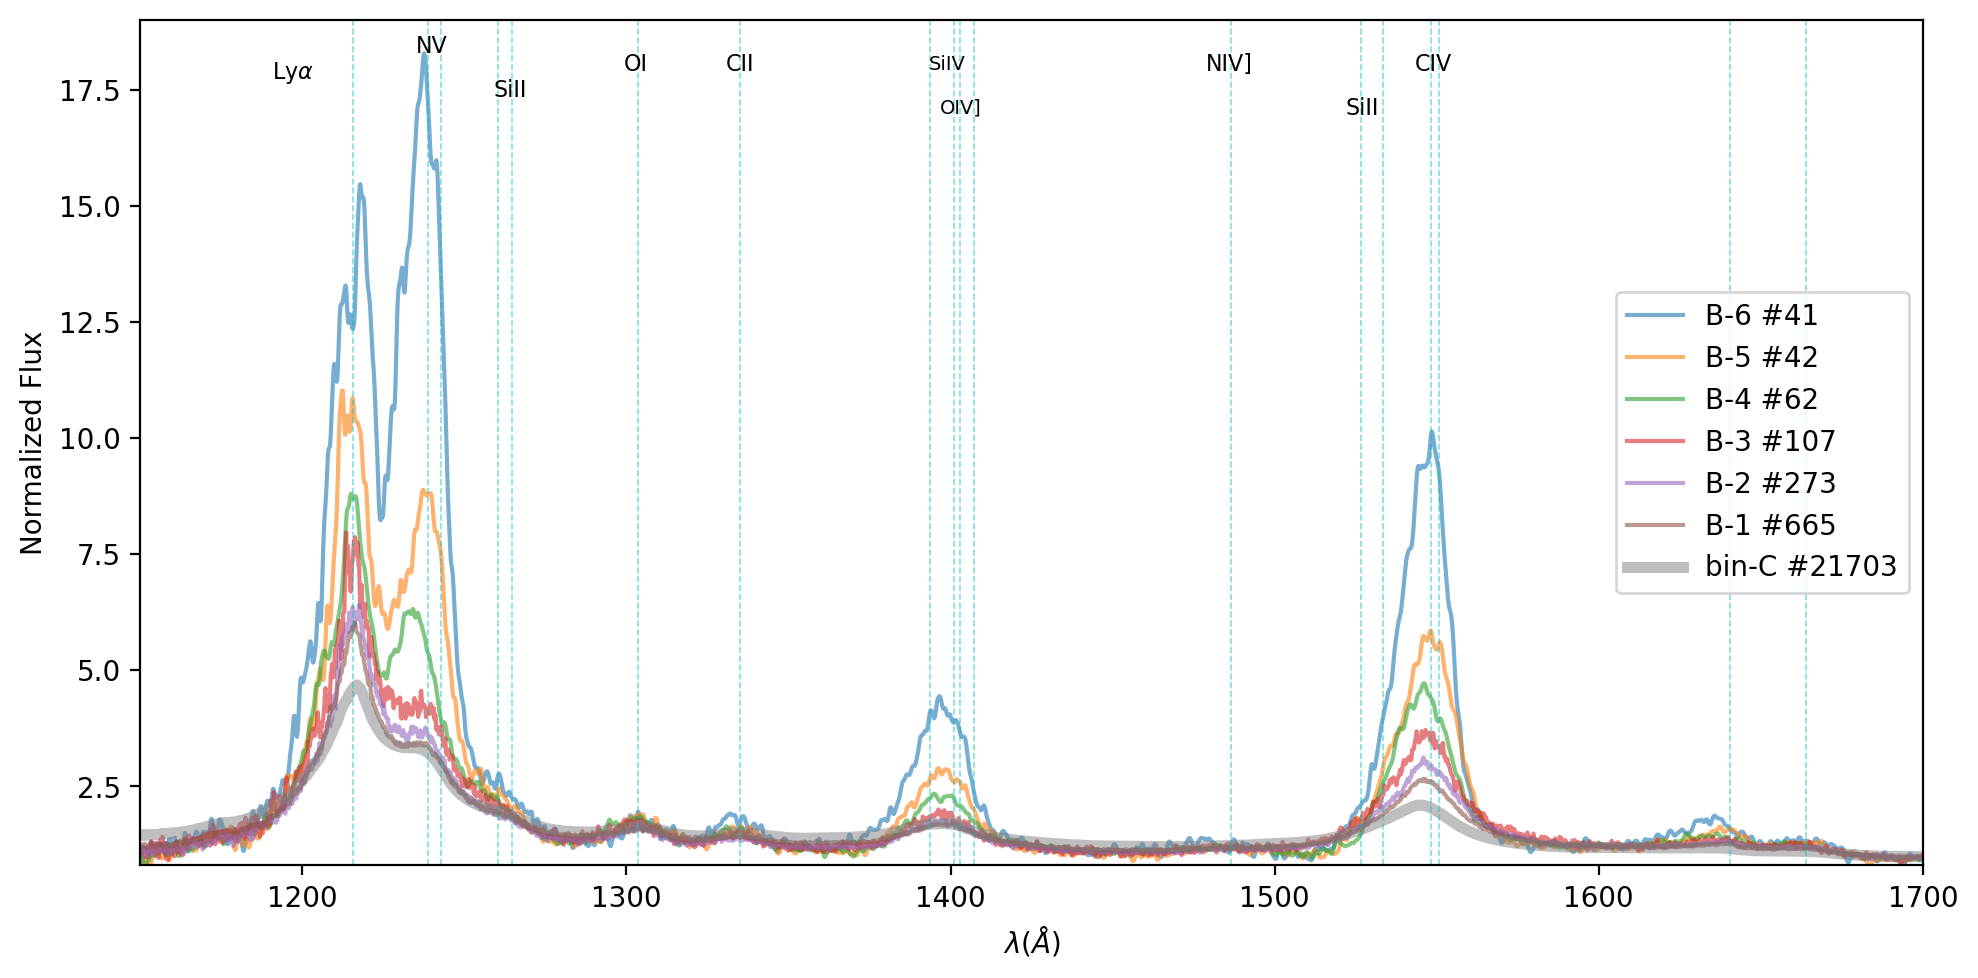 NV
Lyα
SiII
OI
CII
SiIV
OIV]
NIV]
SiII
CIV
17.5
15.0
12.5
10.0
7.5
5.0
2.5
Normalized Flux
B-6 #41
B-5 #42
B-4 #62
B-3 #107
B-2 #273
B-1 #665
bin-C #21703
1200
1300
1400
1500
1600
1700
λ(Å)